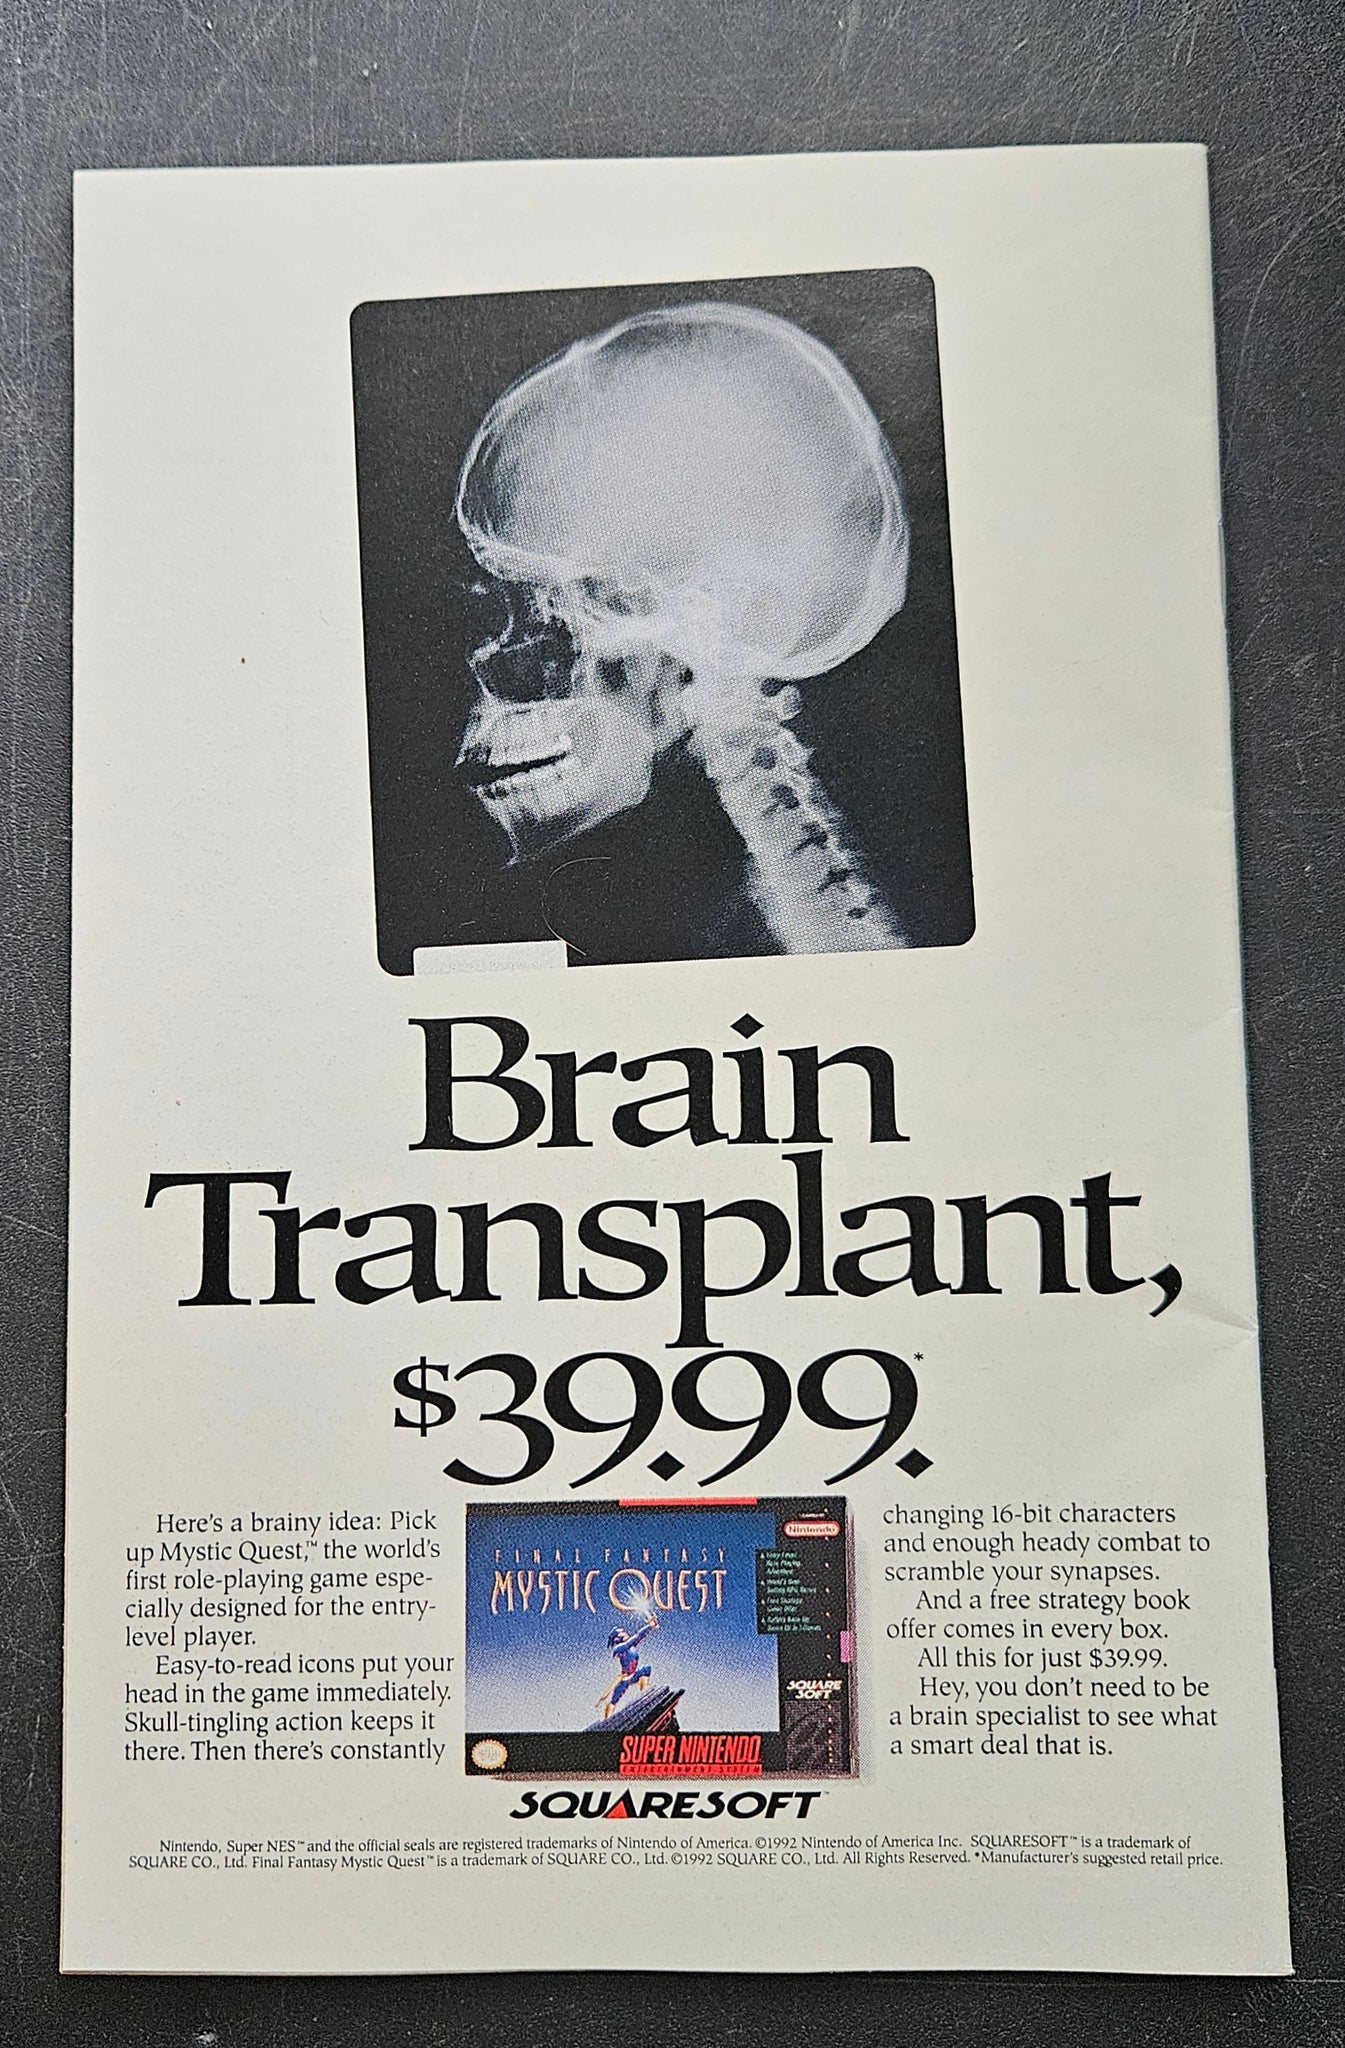 Brain
Transplant,
$39.99.*
Here's a brainy idea: Pick
up Mystic Quest,™ the world's
first role-playing game espe-
cially designed for the entry-
level player.
Easy-to-read icons put your
head in the game immediately.
Skull-tingling action keeps it
there. Then there's constantly
FINAL FANTASY
MYSTIC QUEST
Nintendo
SQUARE
SOFT
SUPER NINTENDO
ENTERTAINMENT SYSTEM
changing 16-bit characters
and enough heady combat to
scramble your synapses.
And a free strategy book
offer comes in every box.
All this for just $39.99.
Hey, you don't need to be
a brain specialist to see what
a smart deal that is.
SQUARESOFT™
Nintendo, Super NES™ and the official seals are registered trademarks of Nintendo of America. ©1992 Nintendo of America Inc. SQUARESOFT™ is a trademark of
SQUARE CO., Ltd. Final Fantasy Mystic Quest™ is a trademark of SQUARE CO., Ltd. ©1992 SQUARE CO., Ltd. All Rights Reserved. *Manufacturer's suggested retail price.